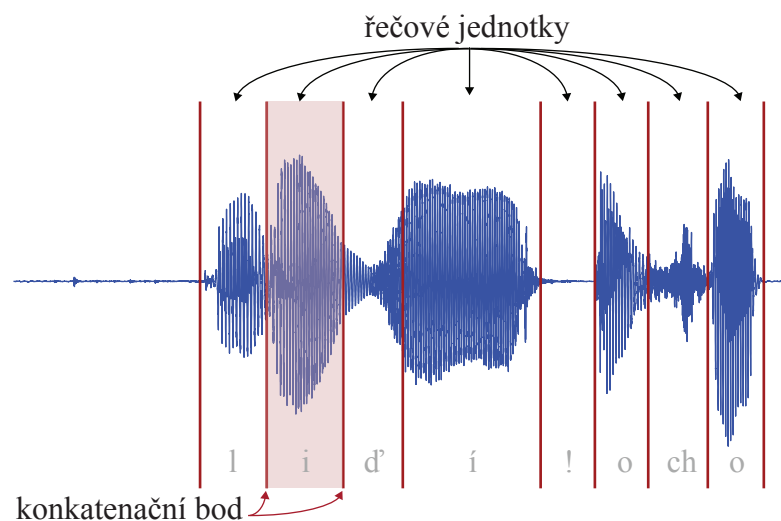 řečové jednotky
l i ď í ! o ch o
konkatenační bod